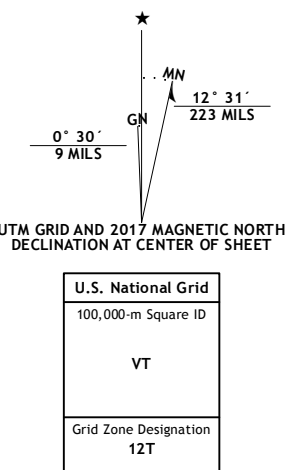 ★
MN
GN
12° 31´
223 MILS
0° 30´
9 MILS
UTM GRID AND 2017 MAGNETIC NORTH
DECLINATION AT CENTER OF SHEET
U.S. National Grid
100,000-m Square ID
VT
Grid Zone Designation
12T